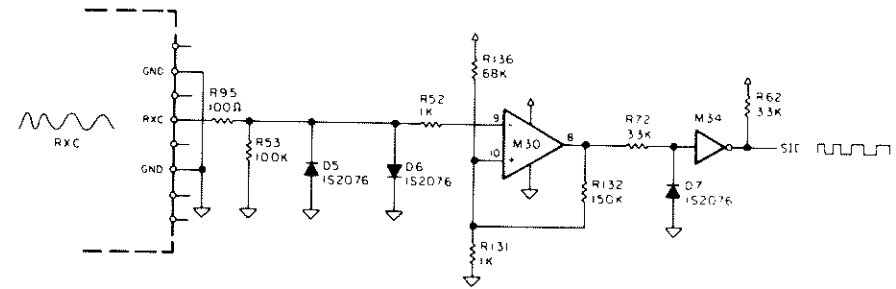 GND
RXC
GND
RXC
R95
100Ω
R53
100K
D5
1S2076
D6
1S2076
R52
1K
R136
68K
9
-
10
+
M30
8
R132
150K
R131
1K
R72
33K
D7
1S2076
M34
R62
33K